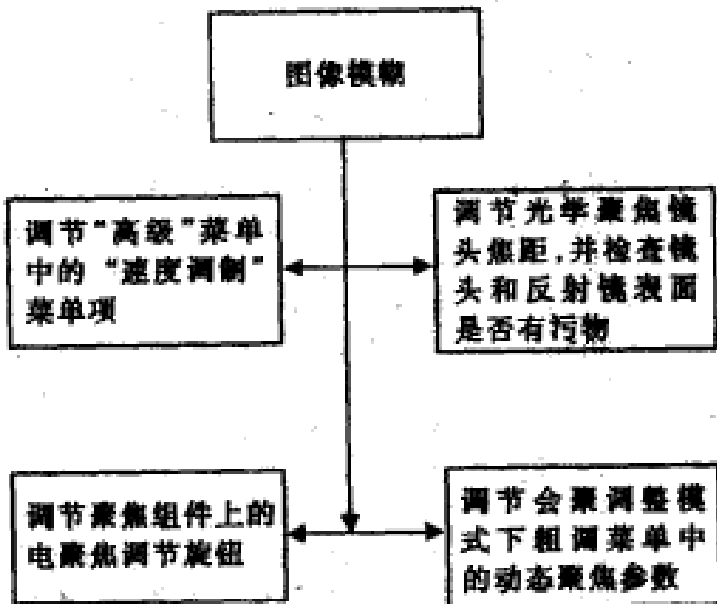 图像模糊
调节“高级”菜单
中的“速度调制”
菜单项
调节光学聚焦镜
头焦距,并检查镜
头和反射镜表面
是否有污物
调节聚焦组件上的
电聚焦调节旋钮
调节会聚调整模
式下粗调菜单中
的动态聚焦参数